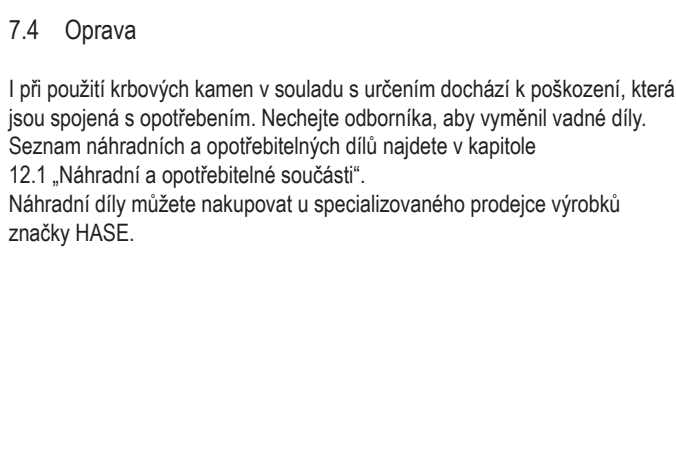 7.4 Oprava
I při použití krbových kamen v souladu s určením dochází k poškození, která
jsou spojená s opotřebením. Nechejte odborníka, aby vyměnil vadné díly.
Seznam náhradních a opotřebitelných dílů najdete v kapitole
12.1 „Náhradní a opotřebitelné součásti“.
Náhradní díly můžete nakupovat u specializovaného prodejce výrobků
značky HASE.